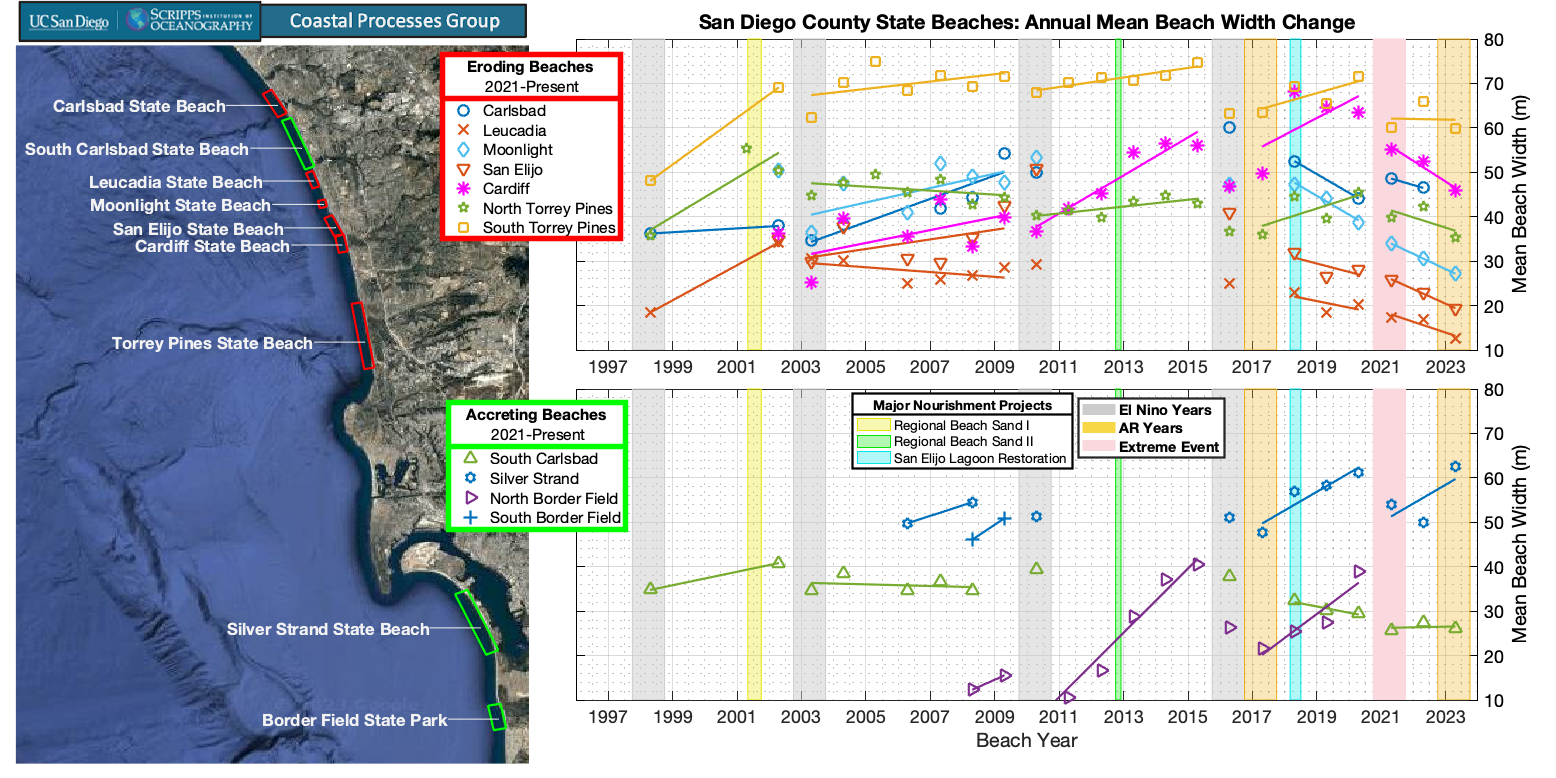 UC San Diego
SCRIPPS INSTITUTION OF
OCEANOGRAPHY
Coastal Processes Group
Carlsbad State Beach
South Carlsbad State Beach
Leucadia State Beach
Moonlight State Beach
San Elijo State Beach
Cardiff State Beach
Torrey Pines State Beach
Silver Strand State Beach
Border Field State Park
Eroding Beaches
2021-Present
Carlsbad
Leucadia
Moonlight
San Elijo
Cardiff
North Torrey Pines
South Torrey Pines
Accreting Beaches
2021-Present
South Carlsbad
Silver Strand
North Border Field
South Border Field
San Diego County State Beaches: Annual Mean Beach Width Change
80
70
60
50
40
30
20
10
Mean Beach Width (m)
1997 1999 2001 2003 2005 2007 2009 2011 2013 2015 2017 2019 2021 2023
Major Nourishment Projects
Regional Beach Sand I
Regional Beach Sand II
San Elijo Lagoon Restoration
El Nino Years
AR Years
Extreme Event
80
70
60
50
40
30
20
10
Mean Beach Width (m)
1997 1999 2001 2003 2005 2007 2009 2011 2013 2015 2017 2019 2021 2023
Beach Year